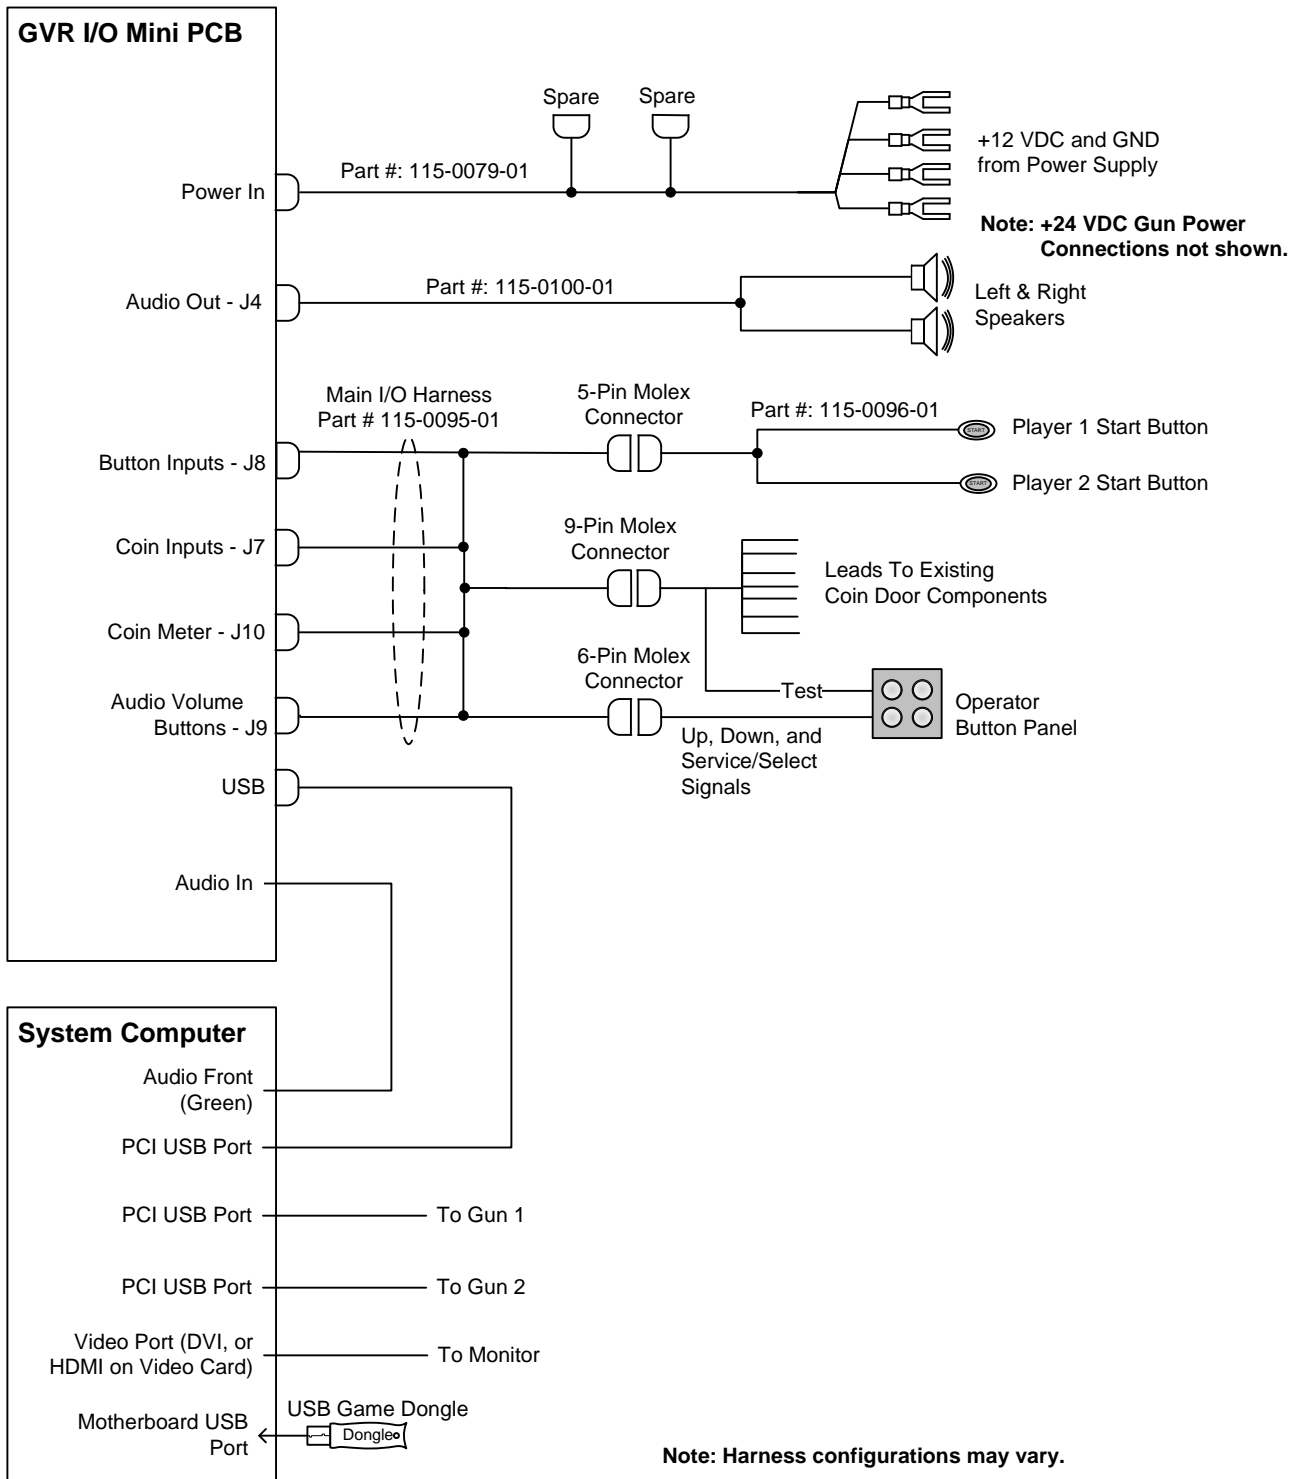 GVR I/O Mini PCB
Spare
Spare
Part #: 115-0079-01
Power In
+12 VDC and GND
from Power Supply
Note: +24 VDC Gun Power
Connections not shown.
Audio Out - J4
Part #: 115-0100-01
Left & Right
Speakers
Main I/O Harness
Part # 115-0095-01
5-Pin Molex
Connector
Part #: 115-0096-01
START
Player 1 Start Button
Button Inputs - J8
START
Player 2 Start Button
9-Pin Molex
Connector
Coin Inputs - J7
Leads To Existing
Coin Door Components
Coin Meter - J10
6-Pin Molex
Connector
Test
Audio Volume
Buttons - J9
Operator
Button Panel
Up, Down, and
Service/Select
Signals
USB
Audio In
System Computer
Audio Front
(Green)
PCI USB Port
PCI USB Port
To Gun 1
PCI USB Port
To Gun 2
Video Port (DVI, or
HDMI on Video Card)
To Monitor
USB Game Dongle
Motherboard USB
Port
Dongle
Note: Harness configurations may vary.